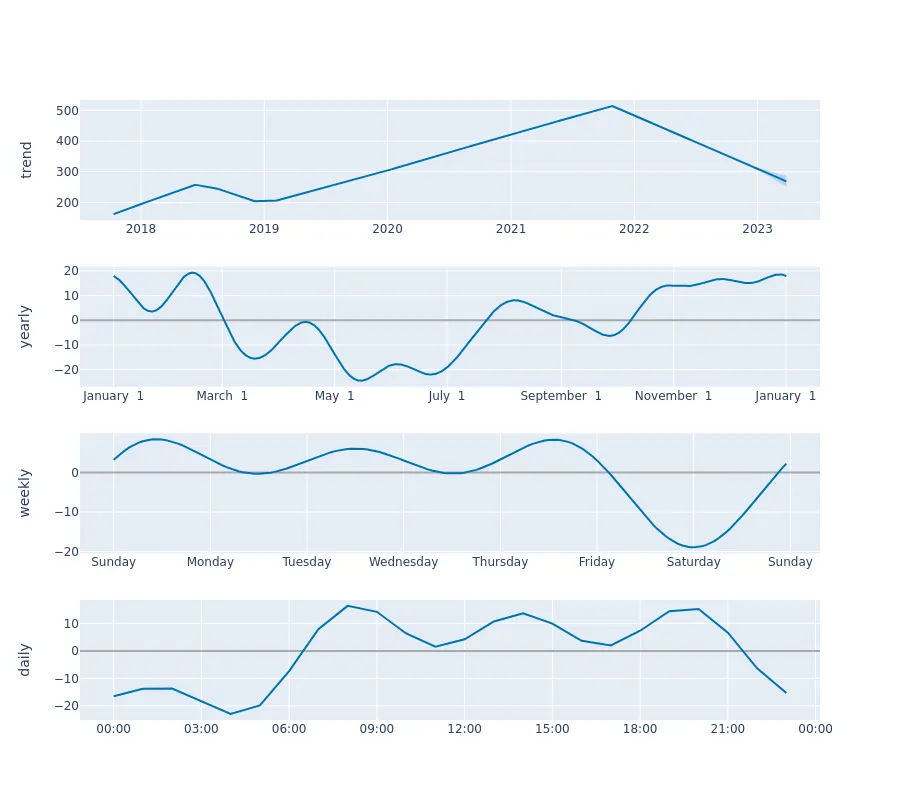 trend
500
400
300
200
2018 2019 2020 2021 2022 2023
yearly
20
10
0
−10
−20
January 1 March 1 May 1 July 1 September 1 November 1 January 1
weekly
0
−10
−20
Sunday Monday Tuesday Wednesday Thursday Friday Saturday Sunday
daily
10
0
−10
−20
00:00 03:00 06:00 09:00 12:00 15:00 18:00 21:00 00:00